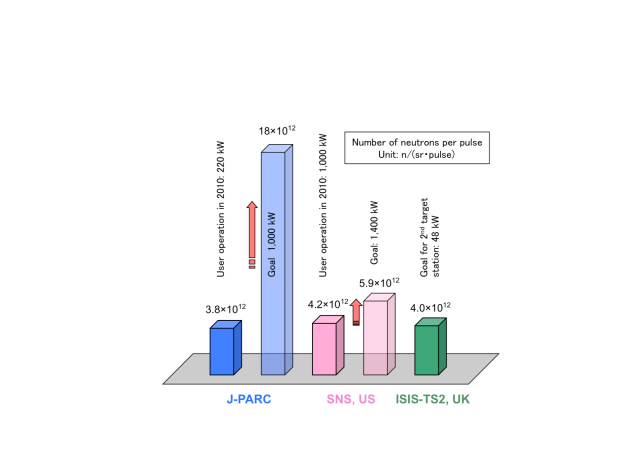 Number of neutrons per pulse
Unit: n/(sr・pulse)
User operation in 2010: 220 kW
3.8×10¹²
18×10¹²
Goal 1,000 kW
User operation in 2010: 1,000 kW
4.2×10¹²
Goal: 1,400 kW
5.9×10¹²
Goal for 2ⁿᵈ target
station: 48 kW
4.0×10¹²
J-PARC
SNS, US
ISIS-TS2, UK